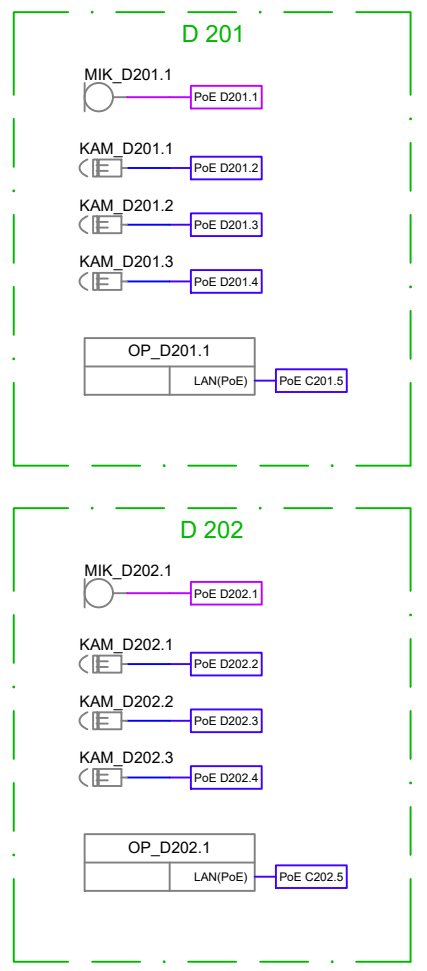 D 201
MIK_D201.1
PoE D201.1
KAM_D201.1
PoE D201.2
KAM_D201.2
PoE D201.3
KAM_D201.3
PoE D201.4
OP_D201.1
LAN(PoE)
PoE C201.5
D 202
MIK_D202.1
PoE D202.1
KAM_D202.1
PoE D202.2
KAM_D202.2
PoE D202.3
KAM_D202.3
PoE D202.4
OP_D202.1
LAN(PoE)
PoE C202.5